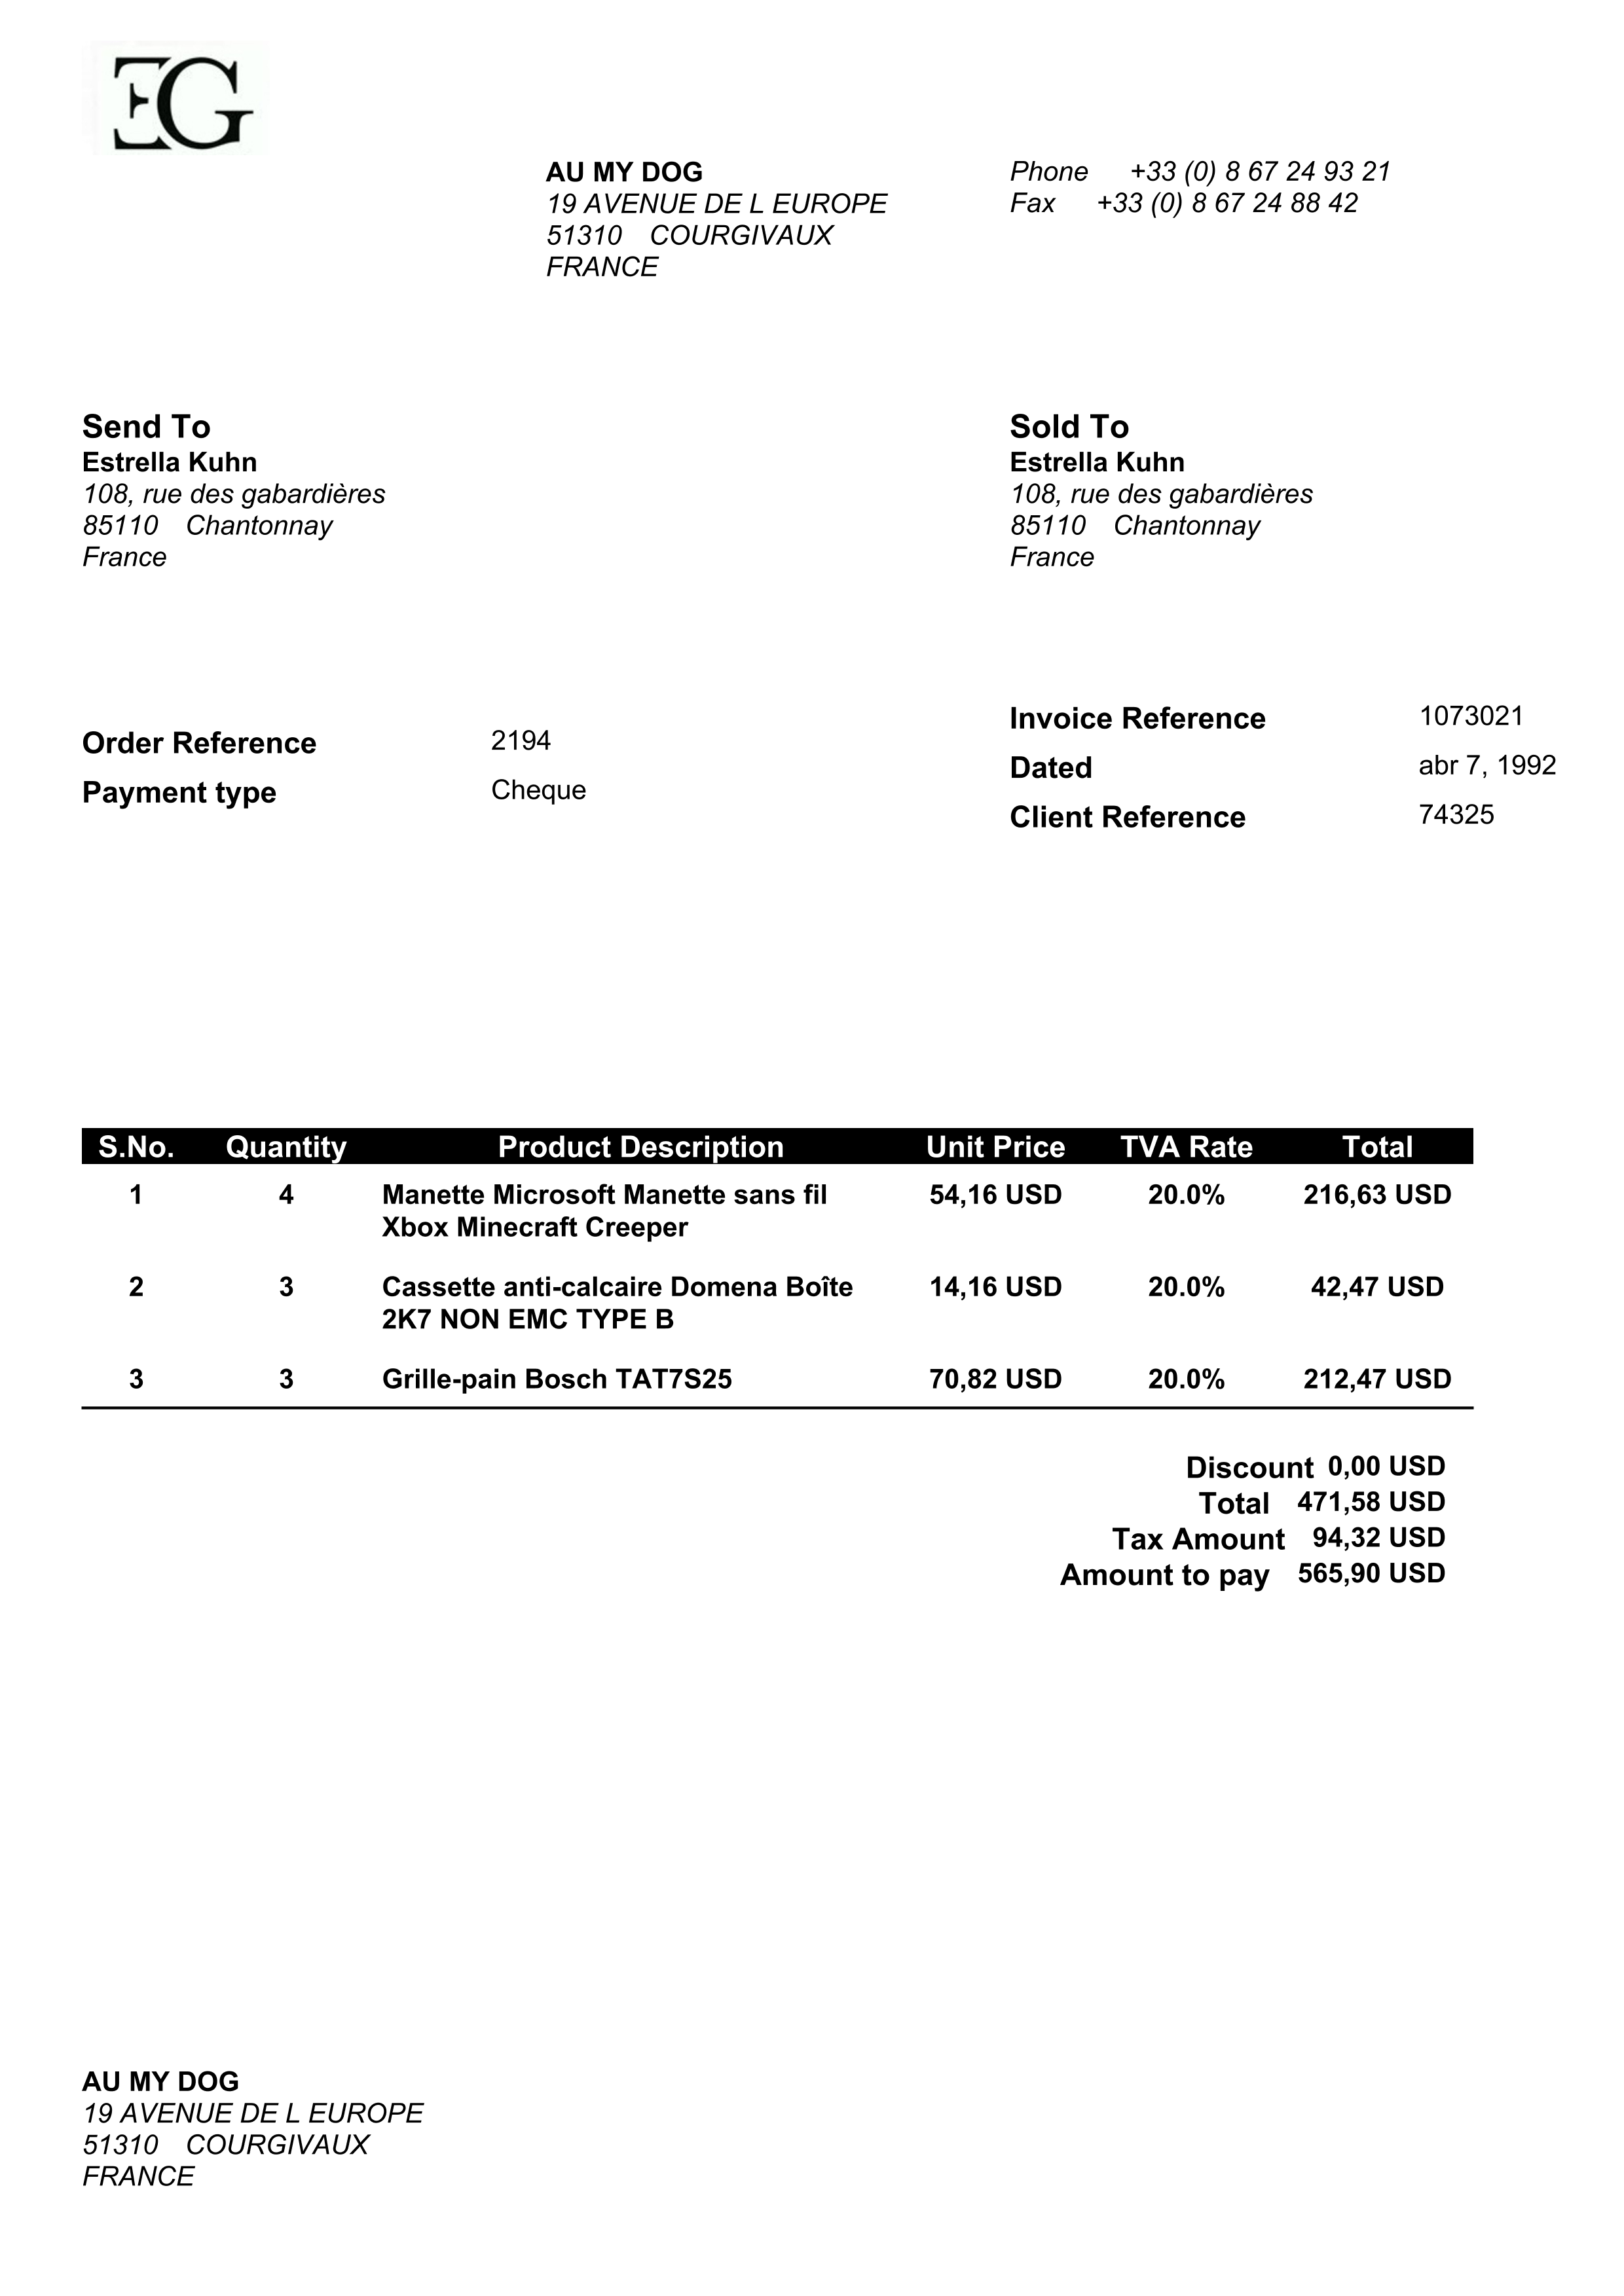 EG
AU MY DOG
19 AVENUE DE L EUROPE
51310 COURGIVAUX
FRANCE
Phone +33 (0) 8 67 24 93 21
Fax +33 (0) 8 67 24 88 42
Send To
Estrella Kuhn
108, rue des gabardières
85110 Chantonnay
France
Sold To
Estrella Kuhn
108, rue des gabardières
85110 Chantonnay
France
Order Reference 2194
Payment type Cheque
Invoice Reference 1073021
Dated abr 7, 1992
Client Reference 74325
S.No. Quantity Product Description Unit Price TVA Rate Total
1 4 Manette Microsoft Manette sans fil 54,16 USD 20.0% 216,63 USD
Xbox Minecraft Creeper
2 3 Cassette anti-calcaire Domena Boîte 14,16 USD 20.0% 42,47 USD
2K7 NON EMC TYPE B
3 3 Grille-pain Bosch TAT7S25 70,82 USD 20.0% 212,47 USD
Discount 0,00 USD
Total 471,58 USD
Tax Amount 94,32 USD
Amount to pay 565,90 USD
AU MY DOG
19 AVENUE DE L EUROPE
51310 COURGIVAUX
FRANCE